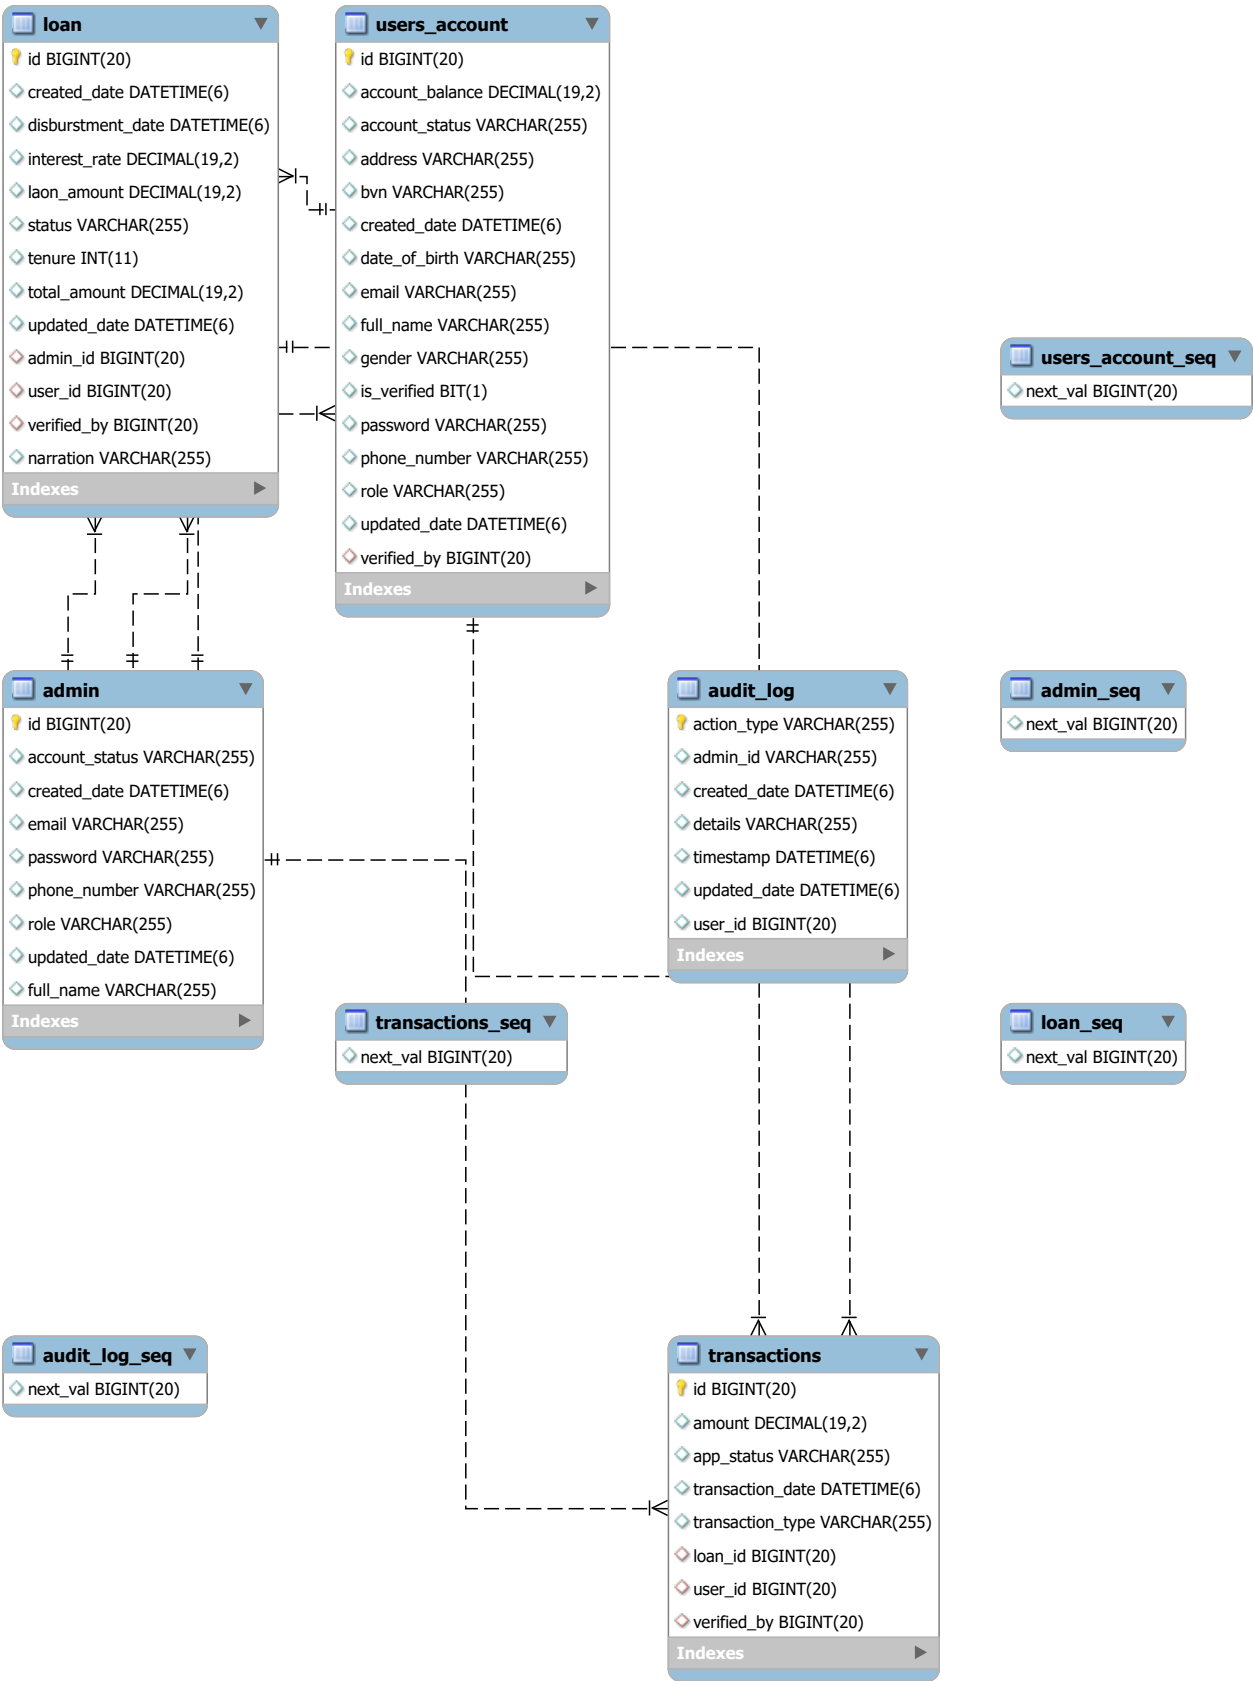 loan
id BIGINT(20)
created_date DATETIME(6)
disburstment_date DATETIME(6)
interest_rate DECIMAL(19,2)
laon_amount DECIMAL(19,2)
status VARCHAR(255)
tenure INT(11)
total_amount DECIMAL(19,2)
updated_date DATETIME(6)
admin_id BIGINT(20)
user_id BIGINT(20)
verified_by BIGINT(20)
narration VARCHAR(255)
Indexes
users_account
id BIGINT(20)
account_balance DECIMAL(19,2)
account_status VARCHAR(255)
address VARCHAR(255)
bvn VARCHAR(255)
created_date DATETIME(6)
date_of_birth VARCHAR(255)
email VARCHAR(255)
full_name VARCHAR(255)
gender VARCHAR(255)
is_verified BIT(1)
password VARCHAR(255)
phone_number VARCHAR(255)
role VARCHAR(255)
updated_date DATETIME(6)
verified_by BIGINT(20)
Indexes
users_account_seq
next_val BIGINT(20)
admin
id BIGINT(20)
account_status VARCHAR(255)
created_date DATETIME(6)
email VARCHAR(255)
password VARCHAR(255)
phone_number VARCHAR(255)
role VARCHAR(255)
updated_date DATETIME(6)
full_name VARCHAR(255)
Indexes
audit_log
action_type VARCHAR(255)
admin_id VARCHAR(255)
created_date DATETIME(6)
details VARCHAR(255)
timestamp DATETIME(6)
updated_date DATETIME(6)
user_id BIGINT(20)
Indexes
admin_seq
next_val BIGINT(20)
transactions_seq
next_val BIGINT(20)
loan_seq
next_val BIGINT(20)
audit_log_seq
next_val BIGINT(20)
transactions
id BIGINT(20)
amount DECIMAL(19,2)
app_status VARCHAR(255)
transaction_date DATETIME(6)
transaction_type VARCHAR(255)
loan_id BIGINT(20)
user_id BIGINT(20)
verified_by BIGINT(20)
Indexes